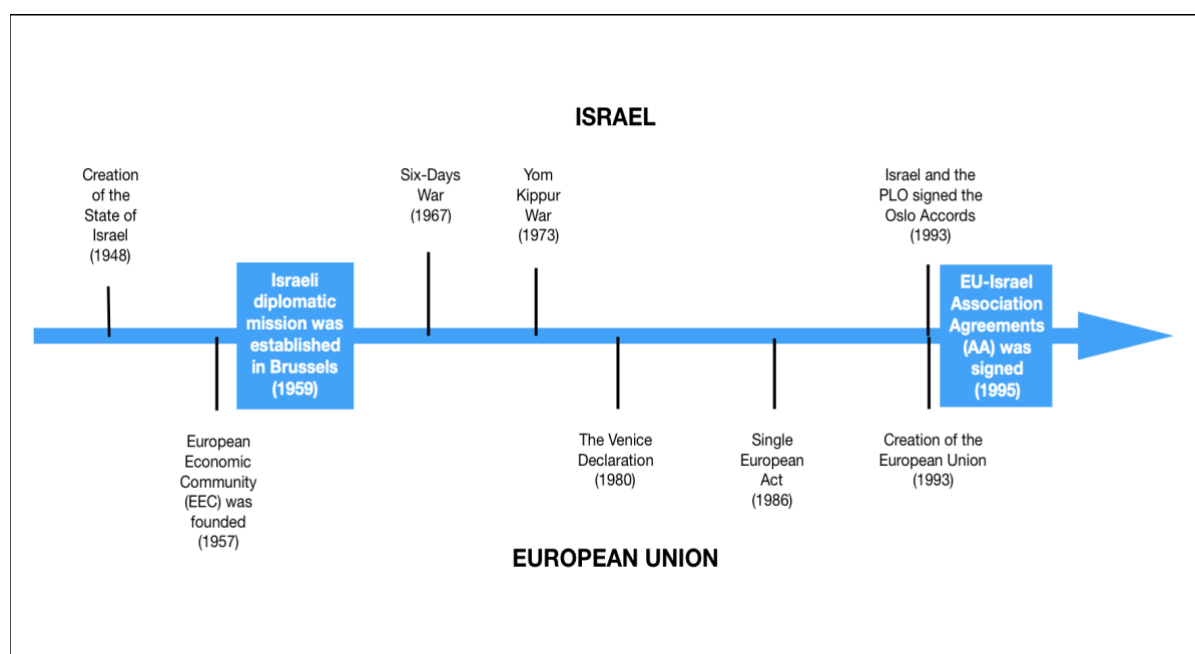 ISRAEL
Creation
of the
State of
Israel
(1948)
Six-Days
War
(1967)
Yom
Kippur
War
(1973)
Israel and the
PLO signed the
Oslo Accords
(1993)
Israeli
diplomatic
mission was
established
in Brussels
(1959)
EU-Israel
Association
Agreements
(AA) was
signed
(1995)
European
Economic
Community
(EEC) was
founded
(1957)
The Venice
Declaration
(1980)
Single
European
Act
(1986)
Creation of the
European Union
(1993)
EUROPEAN UNION